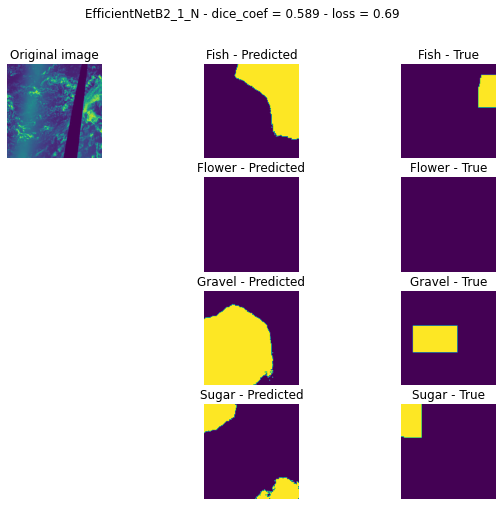 EfficientNetB2_1_N - dice_coef = 0.589 - loss = 0.69
Original image
Fish - Predicted
Fish - True
Flower - Predicted
Flower - True
Gravel - Predicted
Gravel - True
Sugar - Predicted
Sugar - True